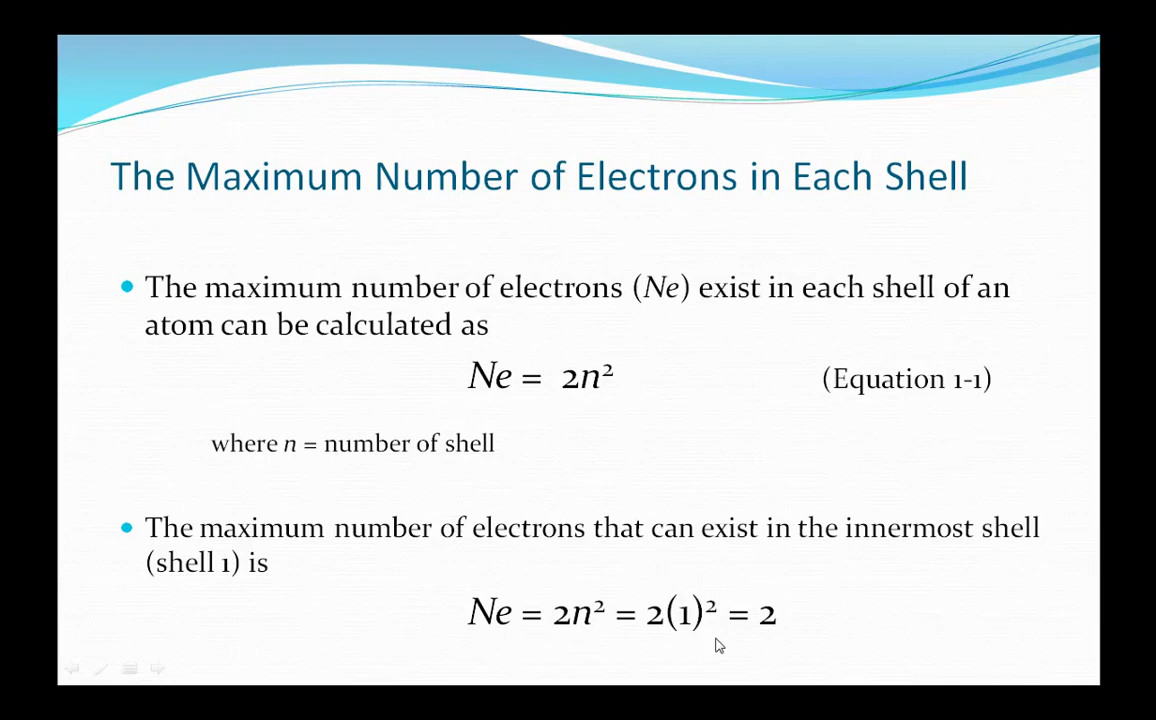 The Maximum Number of Electrons in Each Shell
The maximum number of electrons (Ne) exist in each shell of an
atom can be calculated as
Ne = 2n² (Equation 1-1)
where n = number of shell
The maximum number of electrons that can exist in the innermost shell
(shell 1) is
Ne = 2n² = 2(1)² = 2